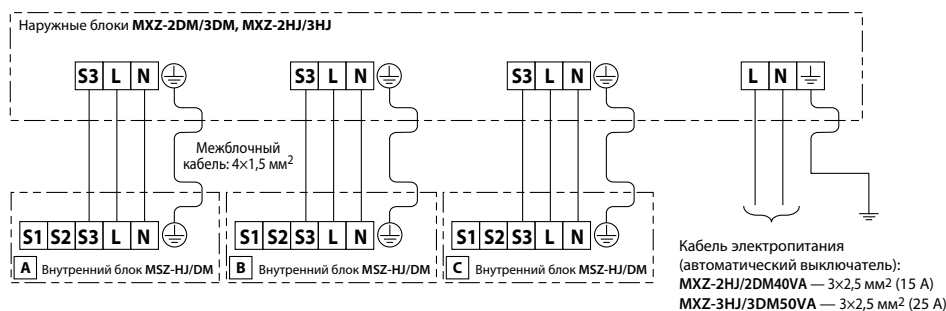 Наружные блоки MXZ-2DM/3DM, MXZ-2HJ/3HJ
S3 L N
S3 L N
S3 L N
L N
Межблочный
кабель: 4×1,5 мм²
S1 S2 S3 L N
S1 S2 S3 L N
S1 S2 S3 L N
A Внутренний блок MSZ-HJ/DM
B Внутренний блок MSZ-HJ/DM
C Внутренний блок MSZ-HJ/DM
Кабель электропитания
(автоматический выключатель):
MXZ-2HJ/2DM40VA — 3×2,5 мм² (15 А)
MXZ-3HJ/3DM50VA — 3×2,5 мм² (25 А)